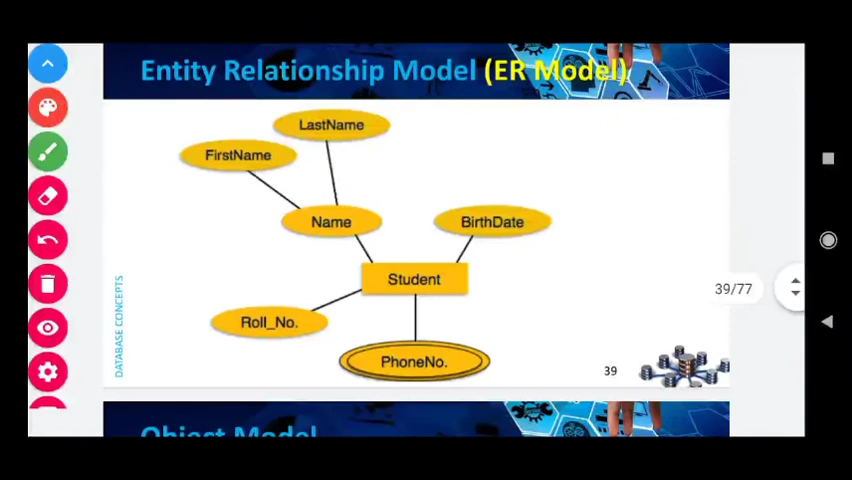 Entity Relationship Model (ER Model)
LastName
FirstName
Name
BirthDate
Student
39/77
Roll_No.
PhoneNo.
DATABASE CONCEPTS
39
Object Model